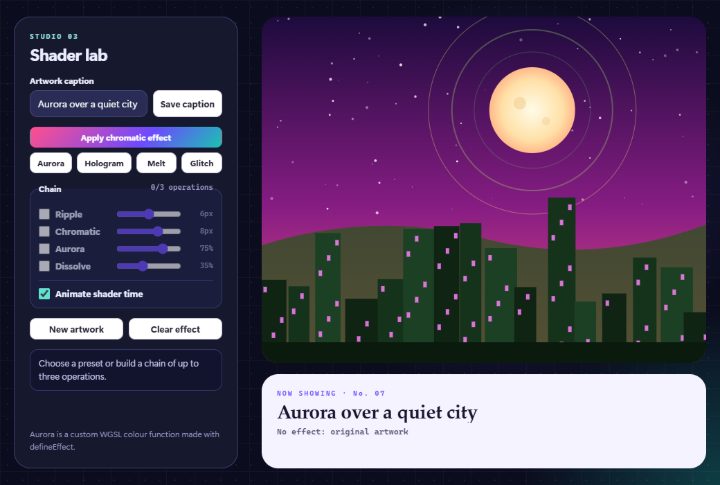 STUDIO 03
Shader lab
Artwork caption
Aurora over a quiet city
Save caption
Apply chromatic effect
Aurora
Hologram
Melt
Glitch
Chain
0/3 operations
Ripple 6px
Chromatic 8px
Aurora 75%
Dissolve 35%
Animate shader time
New artwork
Clear effect
Choose a preset or build a chain of up to
three operations.
Aurora is a custom WGSL colour function made with
defineEffect.
NOW SHOWING · No. 07
Aurora over a quiet city
No effect: original artwork